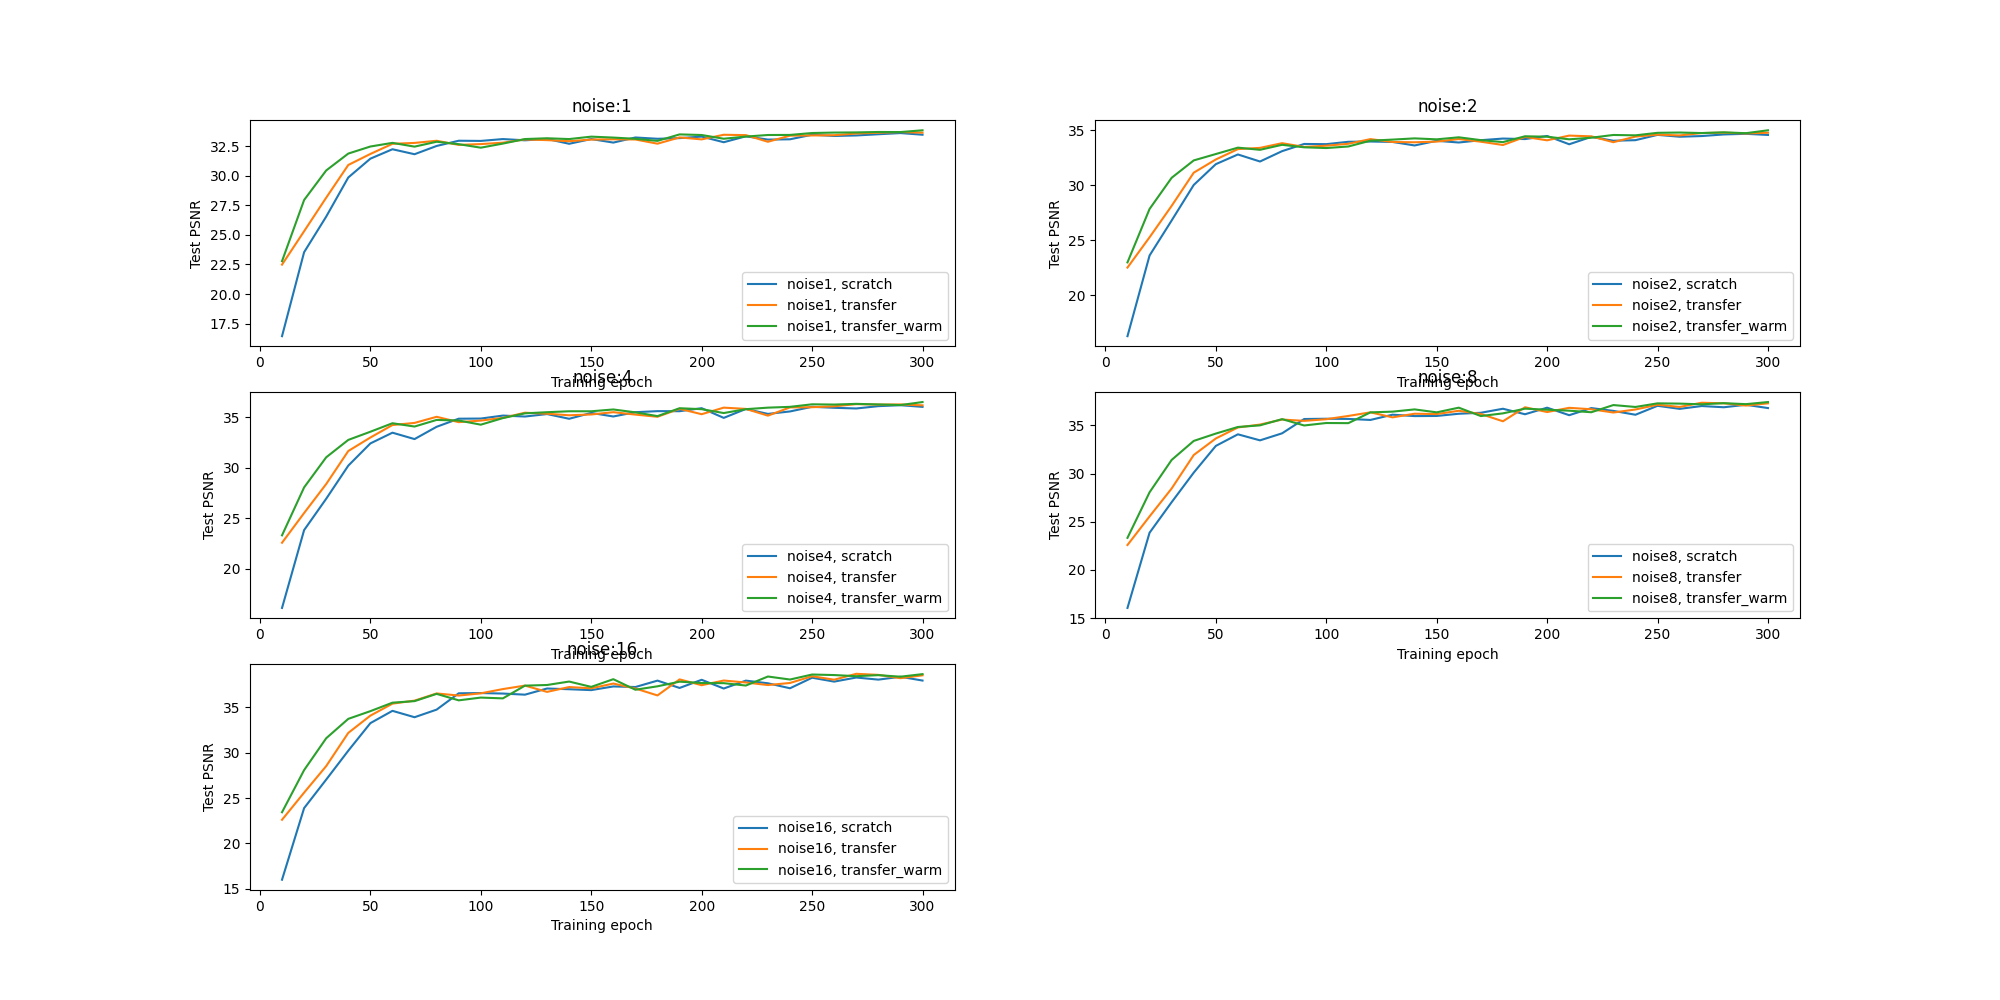 noise:1
Test PSNR
32.5
30.0
27.5
25.0
22.5
20.0
17.5
noise1, scratch
noise1, transfer
noise1, transfer_warm
0 50 100 150 200 250 300
Training epoch
noise:2
Test PSNR
35
30
25
20
noise2, scratch
noise2, transfer
noise2, transfer_warm
0 50 100 150 200 250 300
Training epoch
noise:4
Test PSNR
35
30
25
20
noise4, scratch
noise4, transfer
noise4, transfer_warm
0 50 100 150 200 250 300
Training epoch
noise:8
Test PSNR
35
30
25
20
15
noise8, scratch
noise8, transfer
noise8, transfer_warm
0 50 100 150 200 250 300
Training epoch
noise:16
Test PSNR
35
30
25
20
15
noise16, scratch
noise16, transfer
noise16, transfer_warm
0 50 100 150 200 250 300
Training epoch